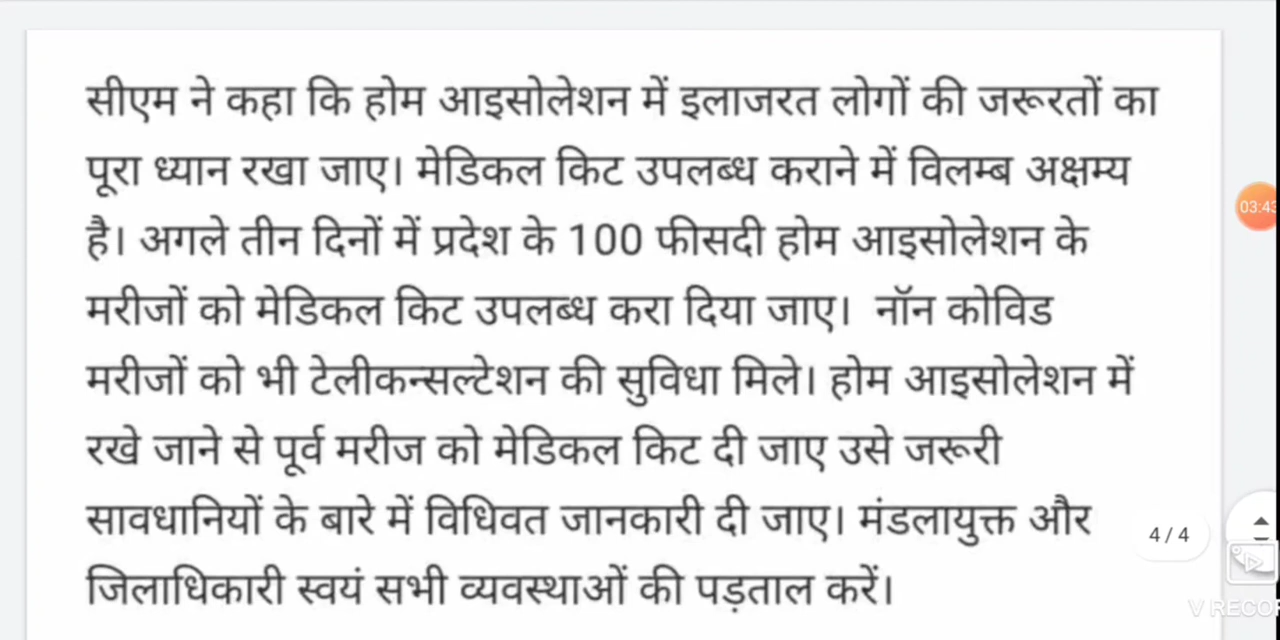 सीएम ने कहा कि होम आइसोलेशन में इलाजरत लोगों की जरूरतों का
पूरा ध्यान रखा जाए। मेडिकल किट उपलब्ध कराने में विलम्ब अक्षम्य
है। अगले तीन दिनों में प्रदेश के 100 फीसदी होम आइसोलेशन के
मरीजों को मेडिकल किट उपलब्ध करा दिया जाए। नॉन कोविड
मरीजों को भी टेलीकन्सल्टेशन की सुविधा मिले। होम आइसोलेशन में
रखे जाने से पूर्व मरीज को मेडिकल किट दी जाए उसे जरूरी
सावधानियों के बारे में विधिवत जानकारी दी जाए। मंडलायुक्त और
जिलाधिकारी स्वयं सभी व्यवस्थाओं की पड़ताल करें।
03:43
4 / 4
V RECOR